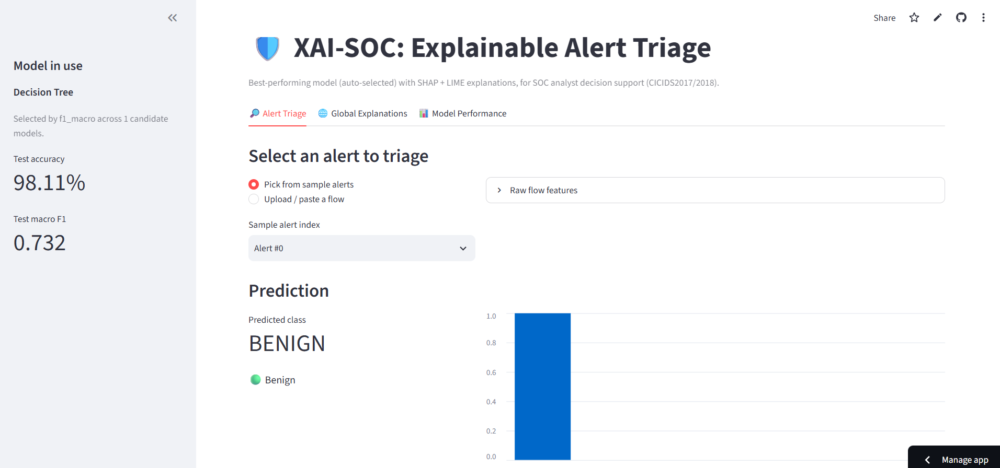 Share
Model in use
Decision Tree
Selected by f1_macro across 1 candidate
models.
Test accuracy
98.11%
Test macro F1
0.732
XAI-SOC: Explainable Alert Triage
Best-performing model (auto-selected) with SHAP + LIME explanations, for SOC analyst decision support (CICIDS2017/2018).
Alert Triage
Global Explanations
Model Performance
Select an alert to triage
Pick from sample alerts
Upload / paste a flow
Raw flow features
Sample alert index
Alert #0
Prediction
Predicted class
BENIGN
Benign
1.0
0.8
0.6
0.4
0.2
0.0
Manage app